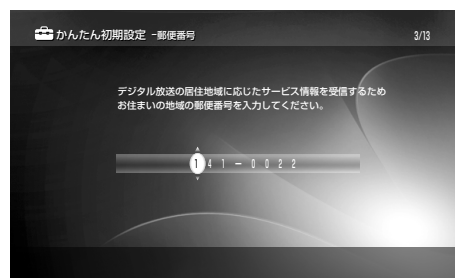 かんたん初期設定 -郵便番号
3/13
デジタル放送の居住地域に応じたサービス情報を受信するため
お住まいの地域の郵便番号を入力してください。
141-0022